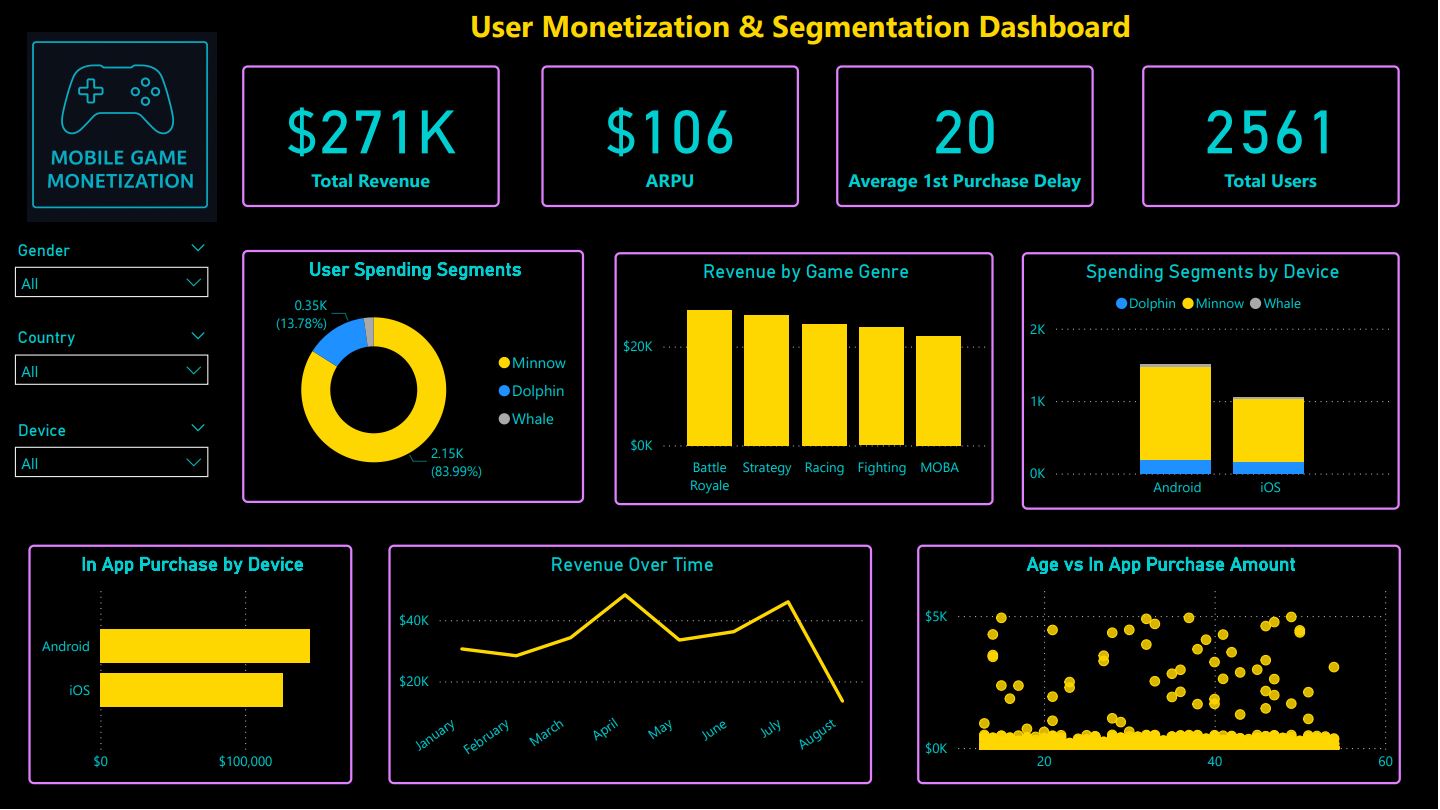 User Monetization & Segmentation Dashboard
MOBILE GAME
MONETIZATION
$271K
Total Revenue
$106
ARPU
20
Average 1st Purchase Delay
2561
Total Users
Gender
All
Country
All
Device
All
User Spending Segments
0.35K
(13.78%)
2.15K
(83.99%)
Minnow
Dolphin
Whale
Revenue by Game Genre
$20K
$0K
Battle
Royale
Strategy
Racing
Fighting
MOBA
Spending Segments by Device
Dolphin Minnow Whale
2K
1K
0K
Android
iOS
In App Purchase by Device
Android
iOS
$0
$100,000
Revenue Over Time
$40K
$20K
January
February
March
April
May
June
July
August
Age vs In App Purchase Amount
$5K
$0K
20
40
60